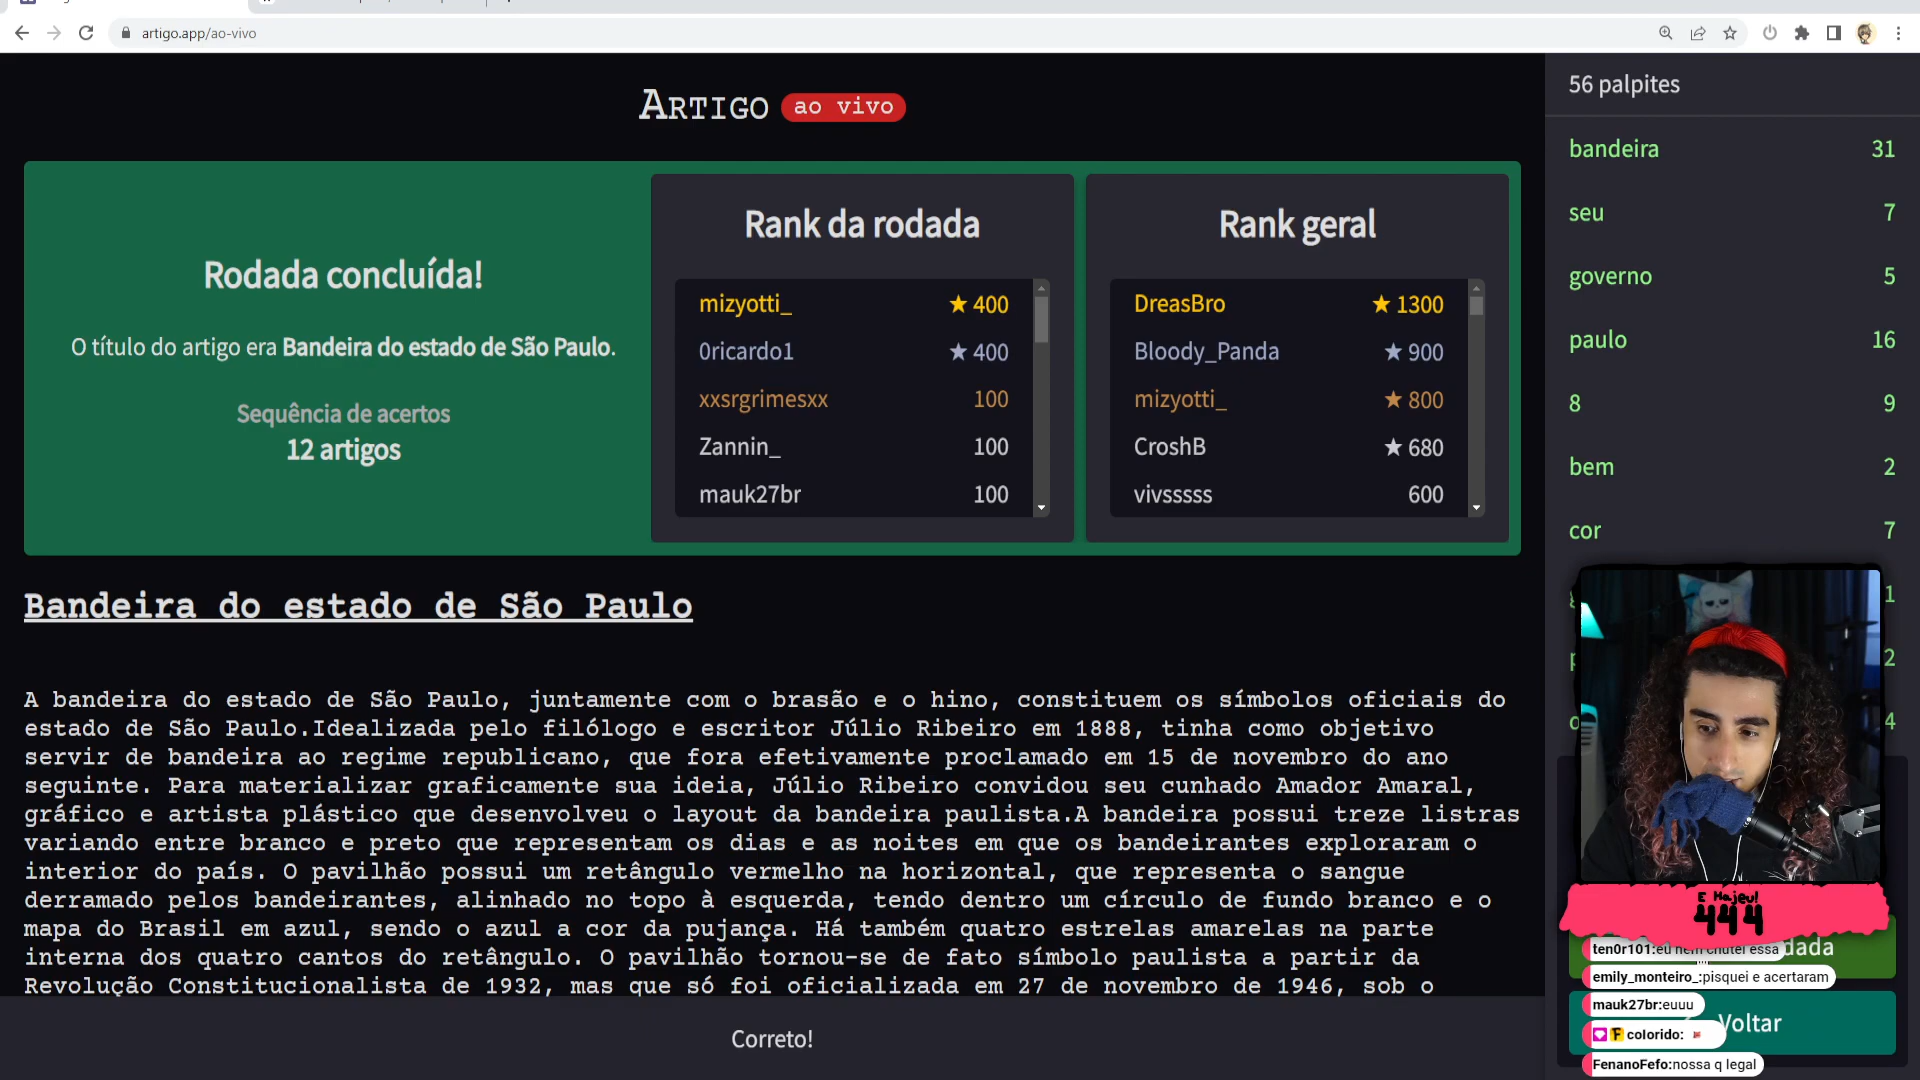 artigo.app/ao-vivo
ARTIGO ao vivo
Rodada concluída!
O título do artigo era Bandeira do estado de São Paulo.
Sequência de acertos
12 artigos
Rank da rodada
mizyotti_ ★ 400
0ricardo1 ★ 400
xxsrgrimesxx 100
Zannin_ 100
mauk27br 100
Rank geral
DreasBro ★ 1300
Bloody_Panda ★ 900
mizyotti_ ★ 800
CroshB ★ 680
vivsssss 600
Bandeira do estado de São Paulo
A bandeira do estado de São Paulo, juntamente com o brasão e o hino, constituem os símbolos oficiais do
estado de São Paulo.Idealizada pelo filólogo e escritor Júlio Ribeiro em 1888, tinha como objetivo
servir de bandeira ao regime republicano, que fora efetivamente proclamado em 15 de novembro do ano
seguinte. Para materializar graficamente sua ideia, Júlio Ribeiro convidou seu cunhado Amador Amaral,
gráfico e artista plástico que desenvolveu o layout da bandeira paulista.A bandeira possui treze listras
variando entre branco e preto que representam os dias e as noites em que os bandeirantes exploraram o
interior do país. O pavilhão possui um retângulo vermelho na horizontal, que representa o sangue
derramado pelos bandeirantes, alinhado no topo à esquerda, tendo dentro um círculo de fundo branco e o
mapa do Brasil em azul, sendo o azul a cor da pujança. Há também quatro estrelas amarelas na parte
interna dos quatro cantos do retângulo. O pavilhão tornou-se de fato símbolo paulista a partir da
Revolução Constitucionalista de 1932, mas que só foi oficializada em 27 de novembro de 1946, sob o
Correto!
56 palpites
bandeira 31
seu 7
governo 5
paulo 16
8 9
bem 2
cor 7
1
2
4
E Majeul
444
ten0r101:eu nem chutei essa
emily_monteiro_:pisquei e acertaram
mauk27br:euuu
Voltar
colorido:
FenanoFefo:nossa q legal